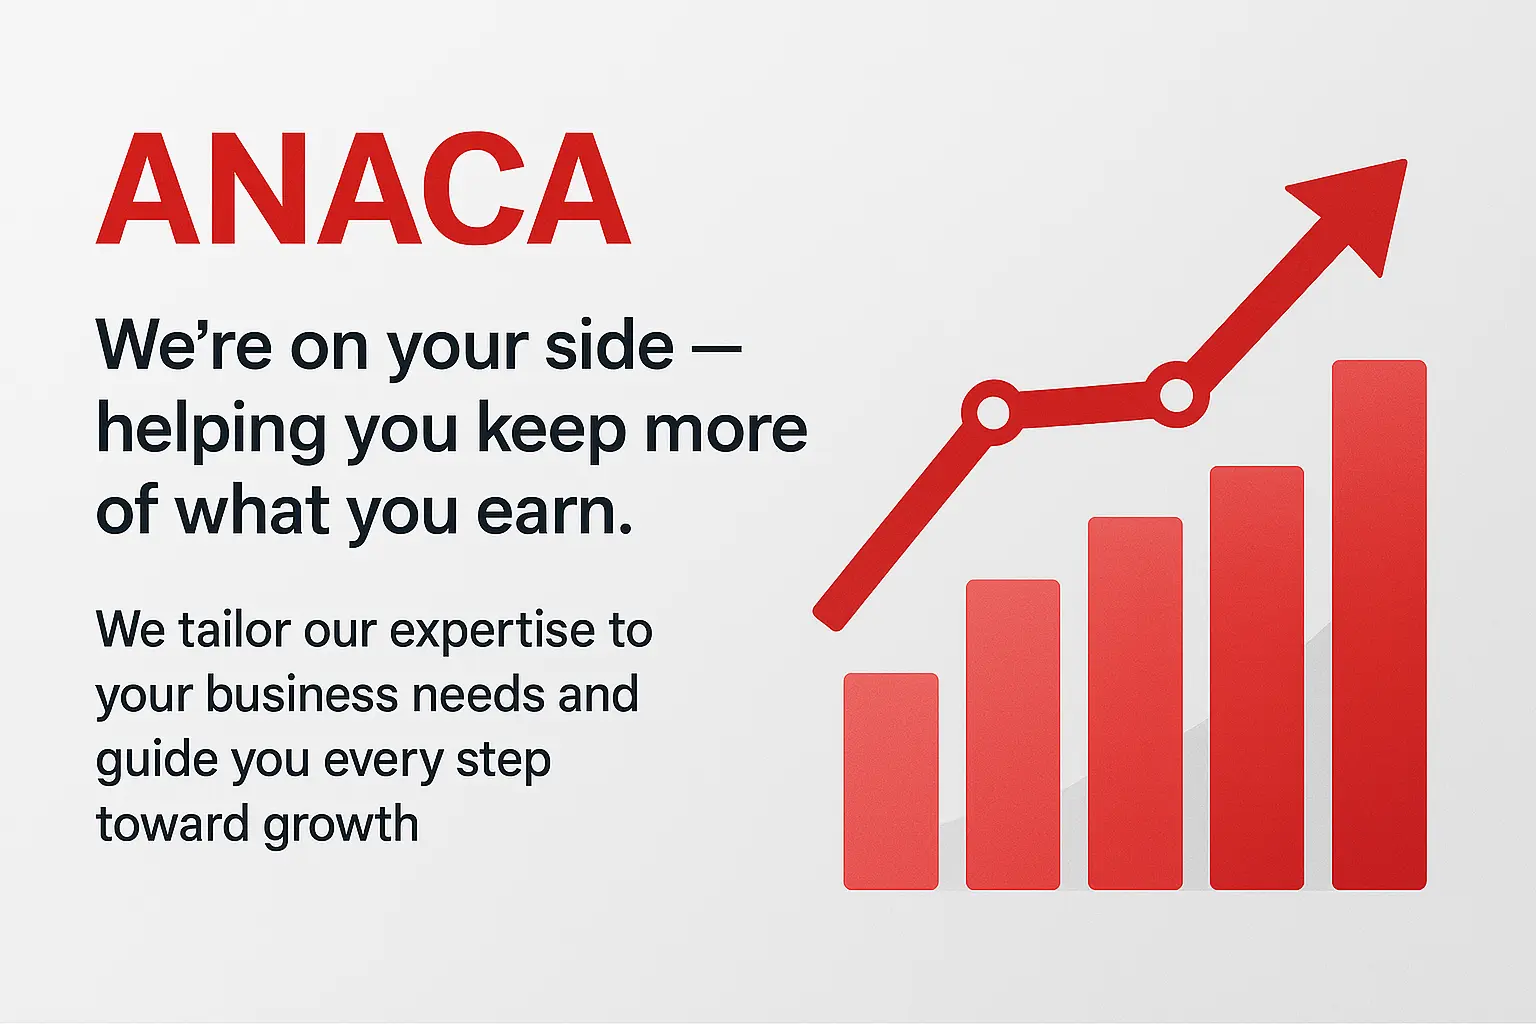 ANACA
We’re on your side —
helping you keep more
of what you earn.
We tailor our expertise to
your business needs and
guide you every step
toward growth